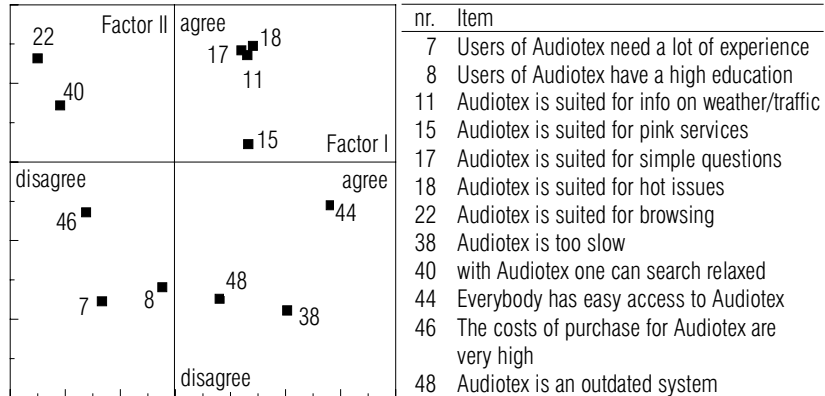 Factor II
agree
22
18
17
40
11
15
Factor I
disagree
agree
46
44
48
7
8
38
disagree
nr. Item
7 Users of Audiotex need a lot of experience
8 Users of Audiotex have a high education
11 Audiotex is suited for info on weather/traffic
15 Audiotex is suited for pink services
17 Audiotex is suited for simple questions
18 Audiotex is suited for hot issues
22 Audiotex is suited for browsing
38 Audiotex is too slow
40 with Audiotex one can search relaxed
44 Everybody has easy access to Audiotex
46 The costs of purchase for Audiotex are
very high
48 Audiotex is an outdated system